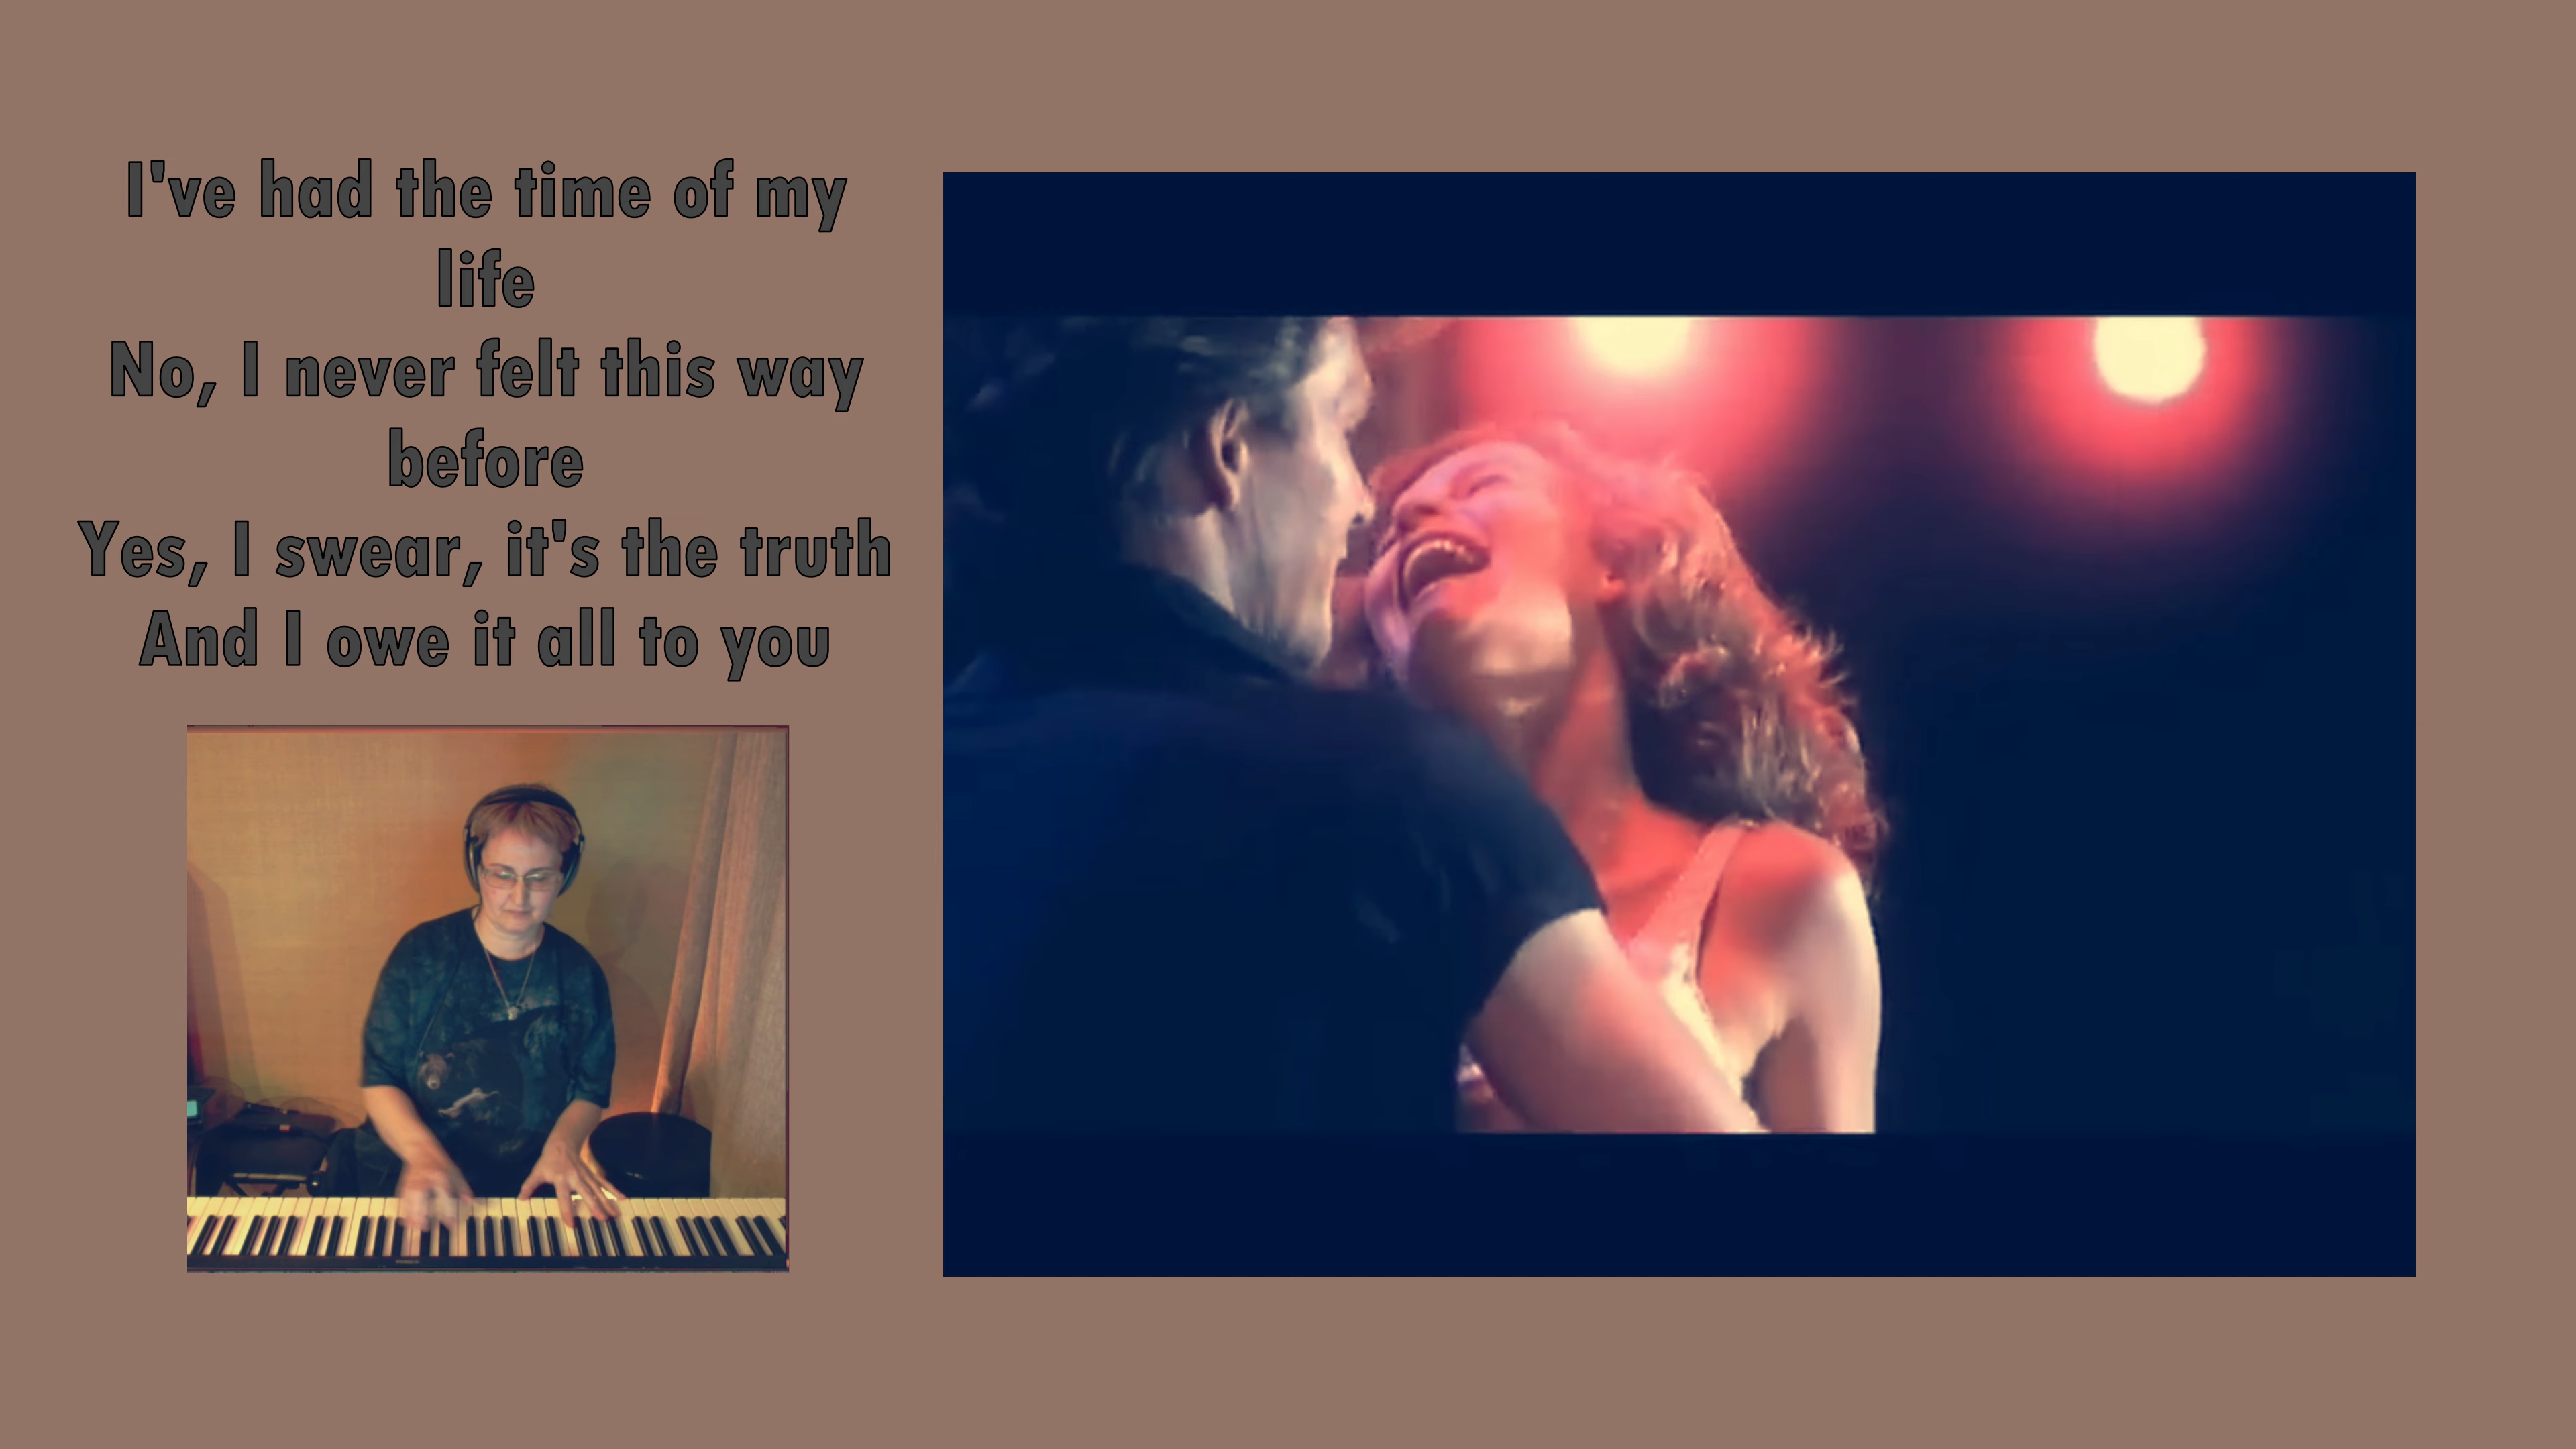 I've had the time of my
life
No, I never felt this way
before
Yes, I swear, it's the truth
And I owe it all to you